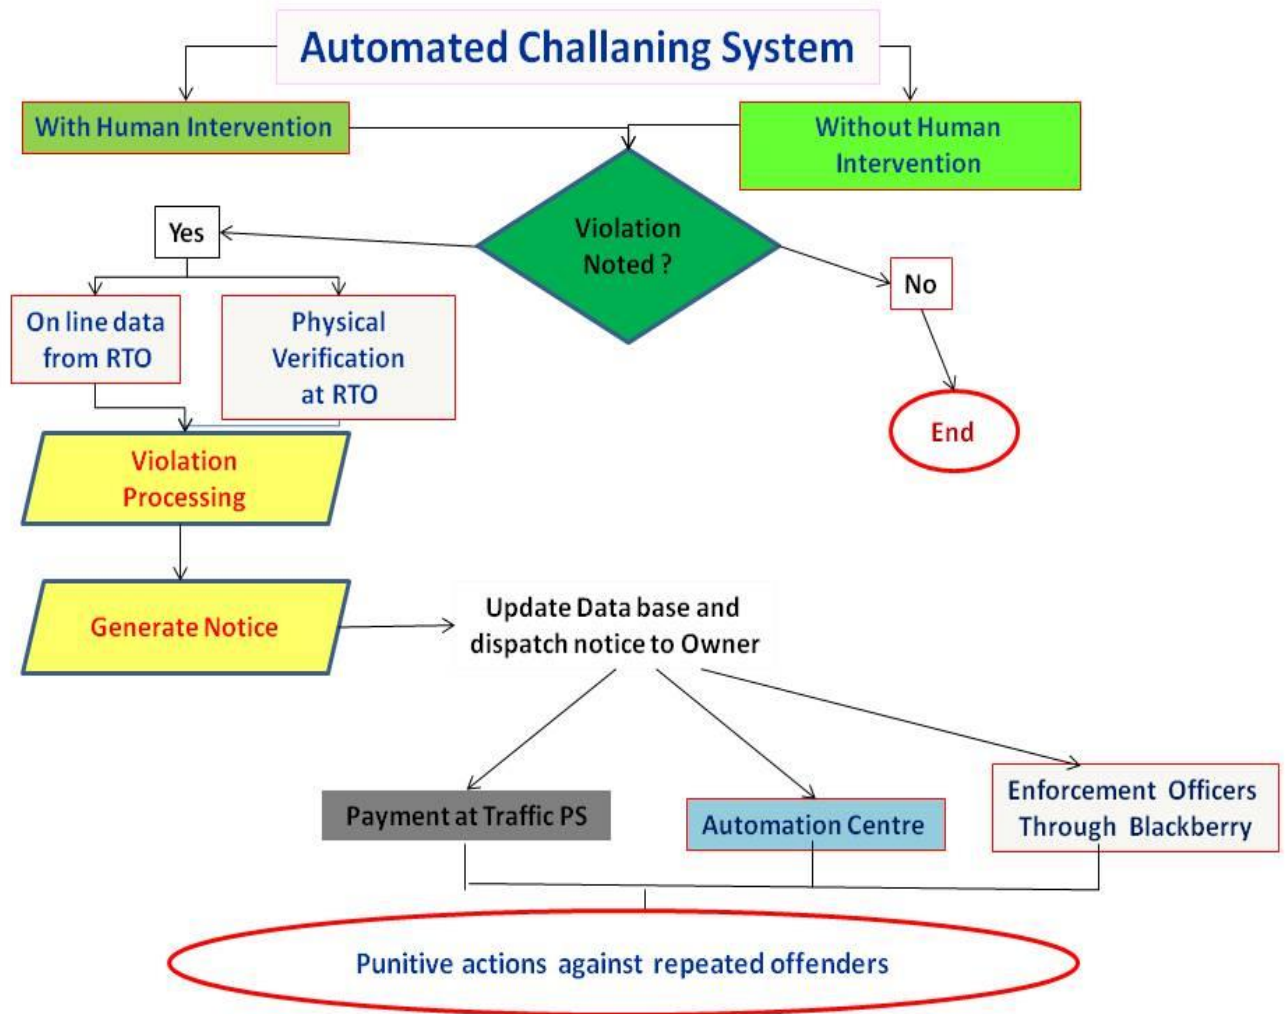 Automated Challaning System
With Human Intervention
Without Human
Intervention
Violation
Noted ?
Yes
No
On line data
from RTO
Physical
Verification
at RTO
End
Violation
Processing
Generate Notice
Update Data base and
dispatch notice to Owner
Payment at Traffic PS
Automation Centre
Enforcement Officers
Through Blackberry
Punitive actions against repeated offenders